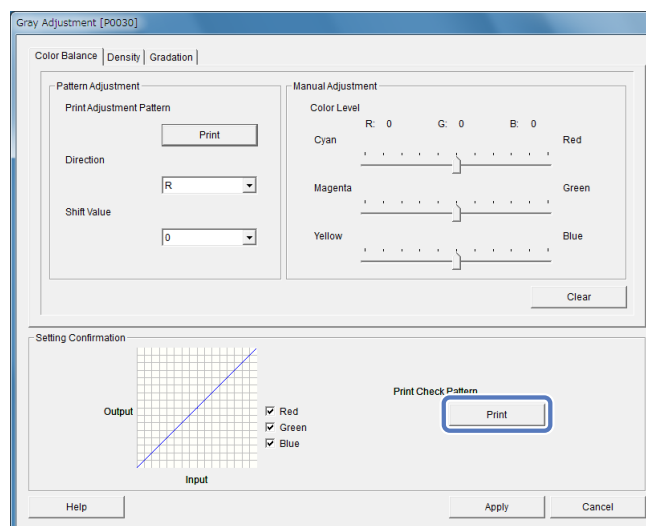 Gray Adjustment [P0030]
Color Balance Density Gradation
Pattern Adjustment
Print Adjustment Pattern
Print
Direction
R
Shift Value
0
Manual Adjustment
Color Level
R: 0 G: 0 B: 0
Cyan Red
Magenta Green
Yellow Blue
Clear
Setting Confirmation
Output
Input
Red
Green
Blue
Print Check Pattern
Print
Help Apply Cancel